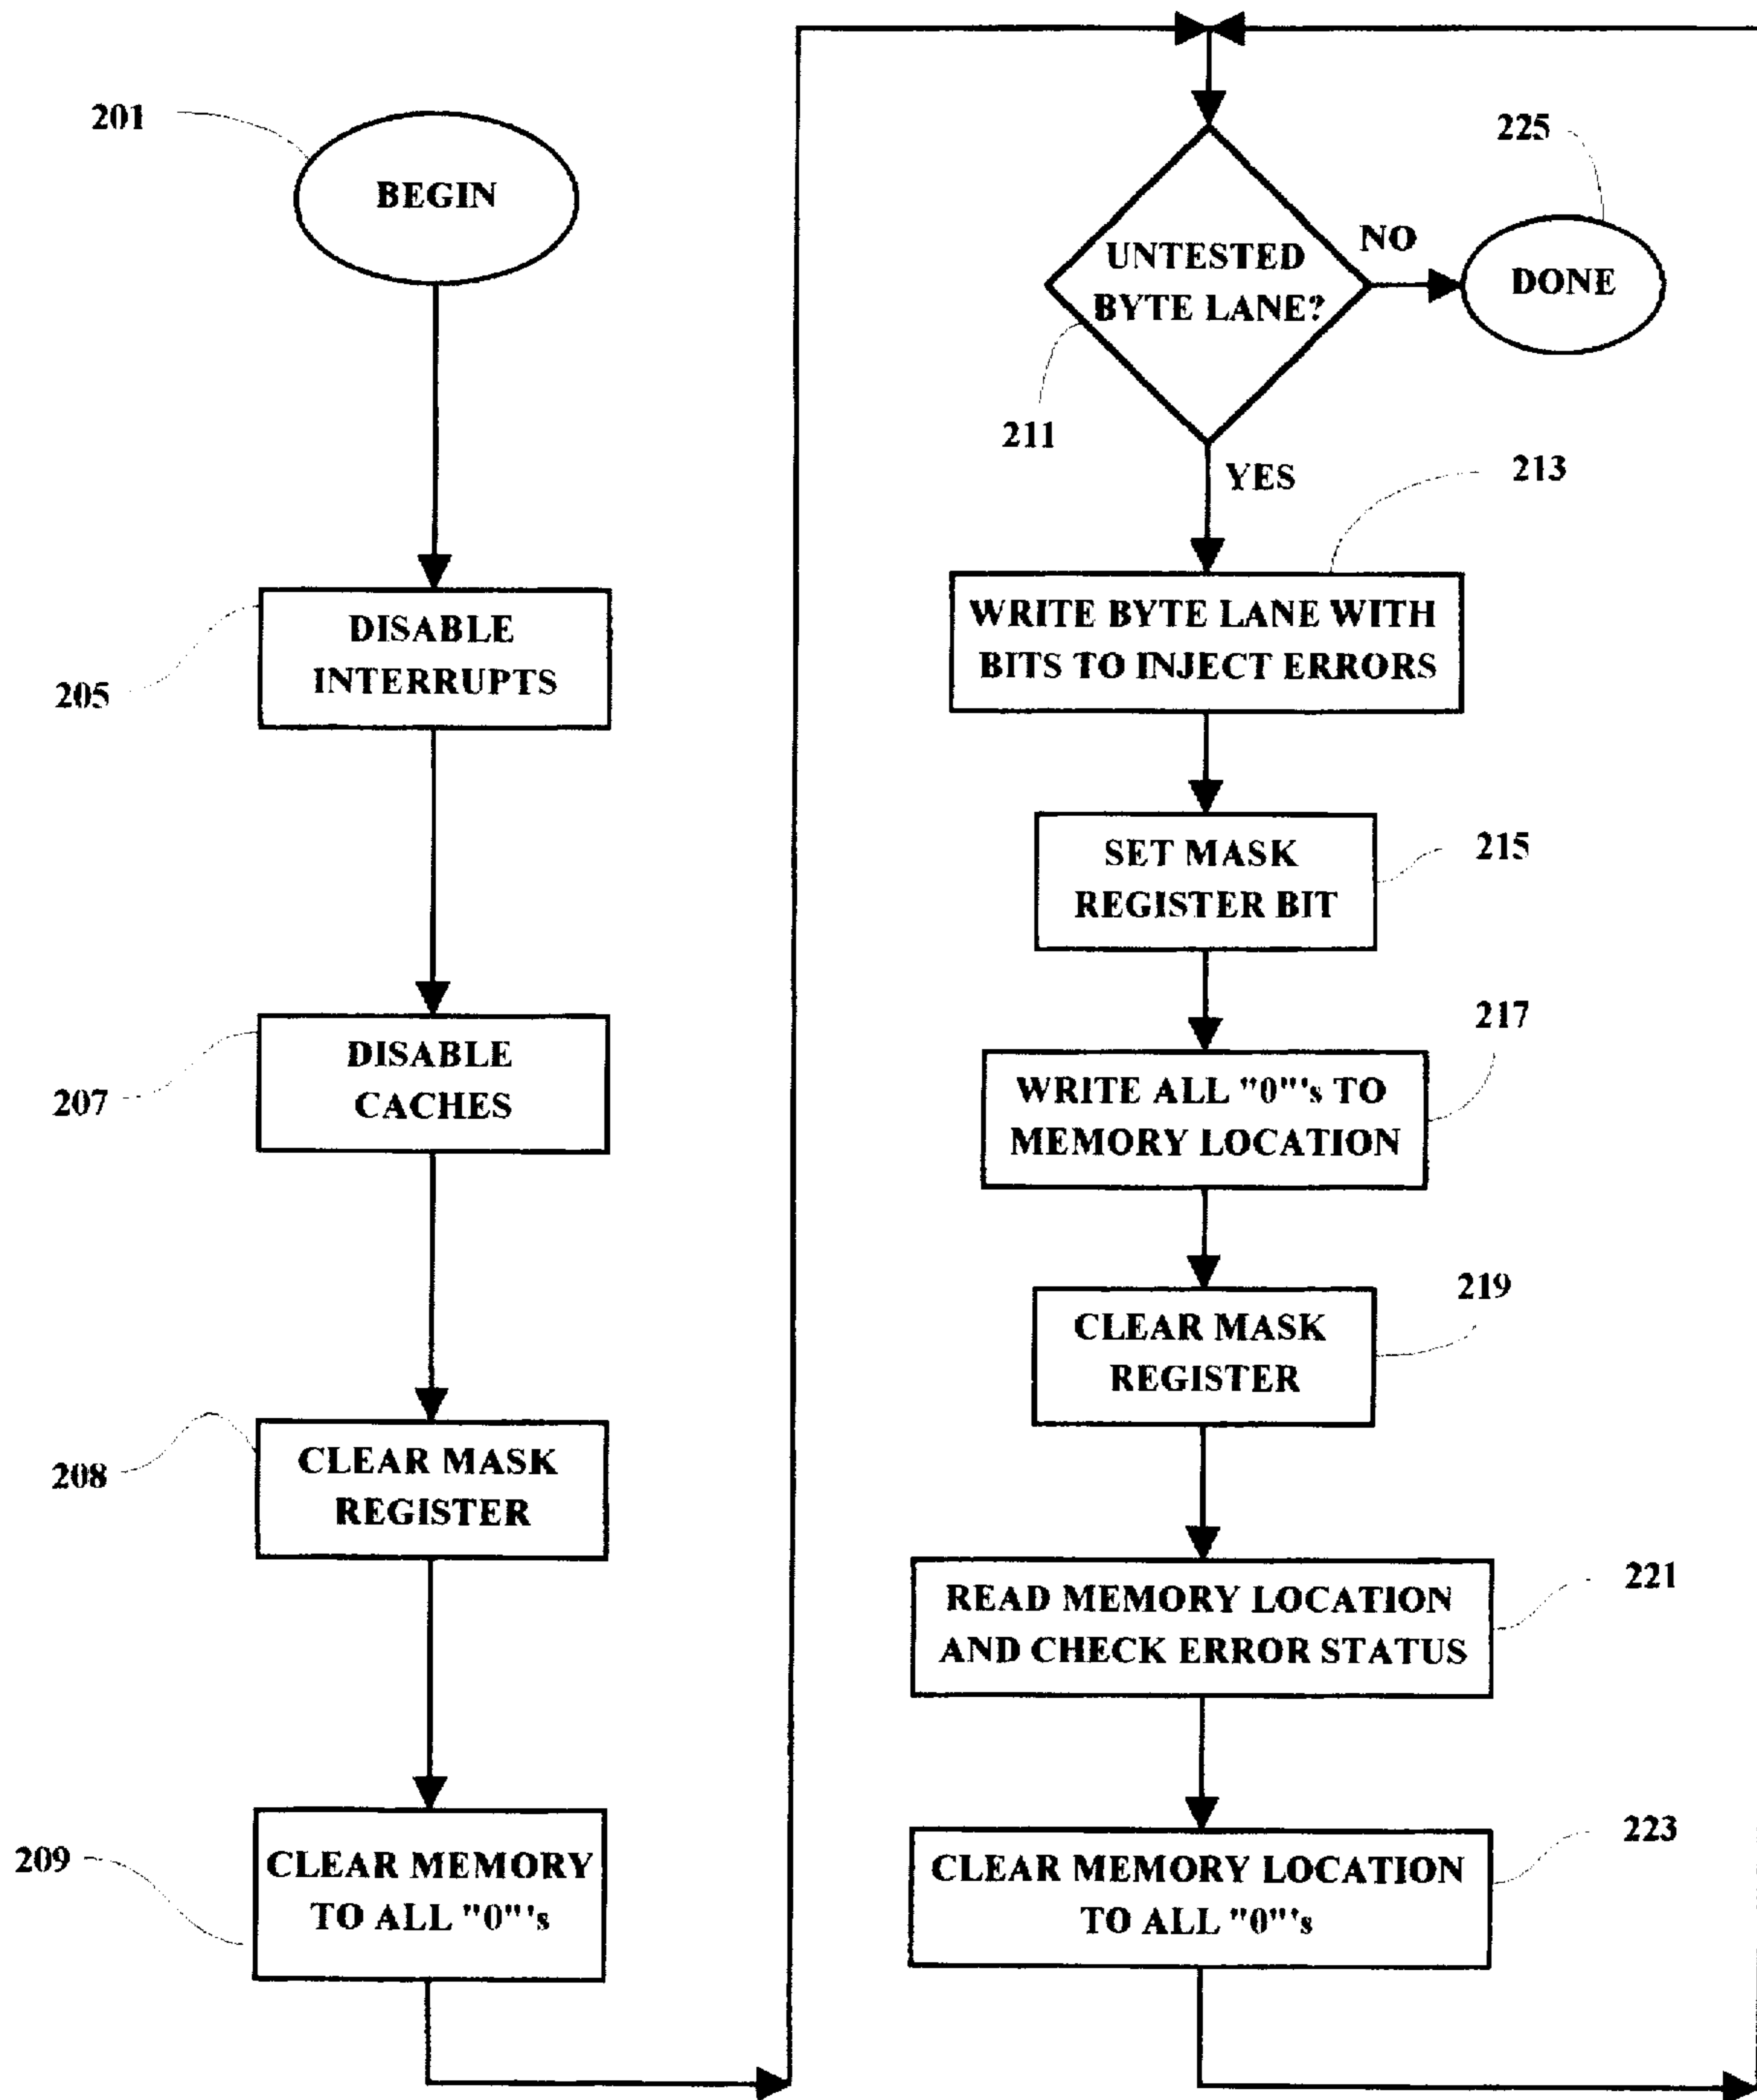 201
BEGIN
205
DISABLE
INTERRUPTS
207
DISABLE
CACHES
208
CLEAR MASK
REGISTER
209
CLEAR MEMORY
TO ALL "0"'s
UNTESTED
BYTE LANE?
211
NO
225
DONE
YES
213
WRITE BYTE LANE WITH
BITS TO INJECT ERRORS
215
SET MASK
REGISTER BIT
217
WRITE ALL "0"'s TO
MEMORY LOCATION
219
CLEAR MASK
REGISTER
221
READ MEMORY LOCATION
AND CHECK ERROR STATUS
223
CLEAR MEMORY LOCATION
TO ALL "0"'s